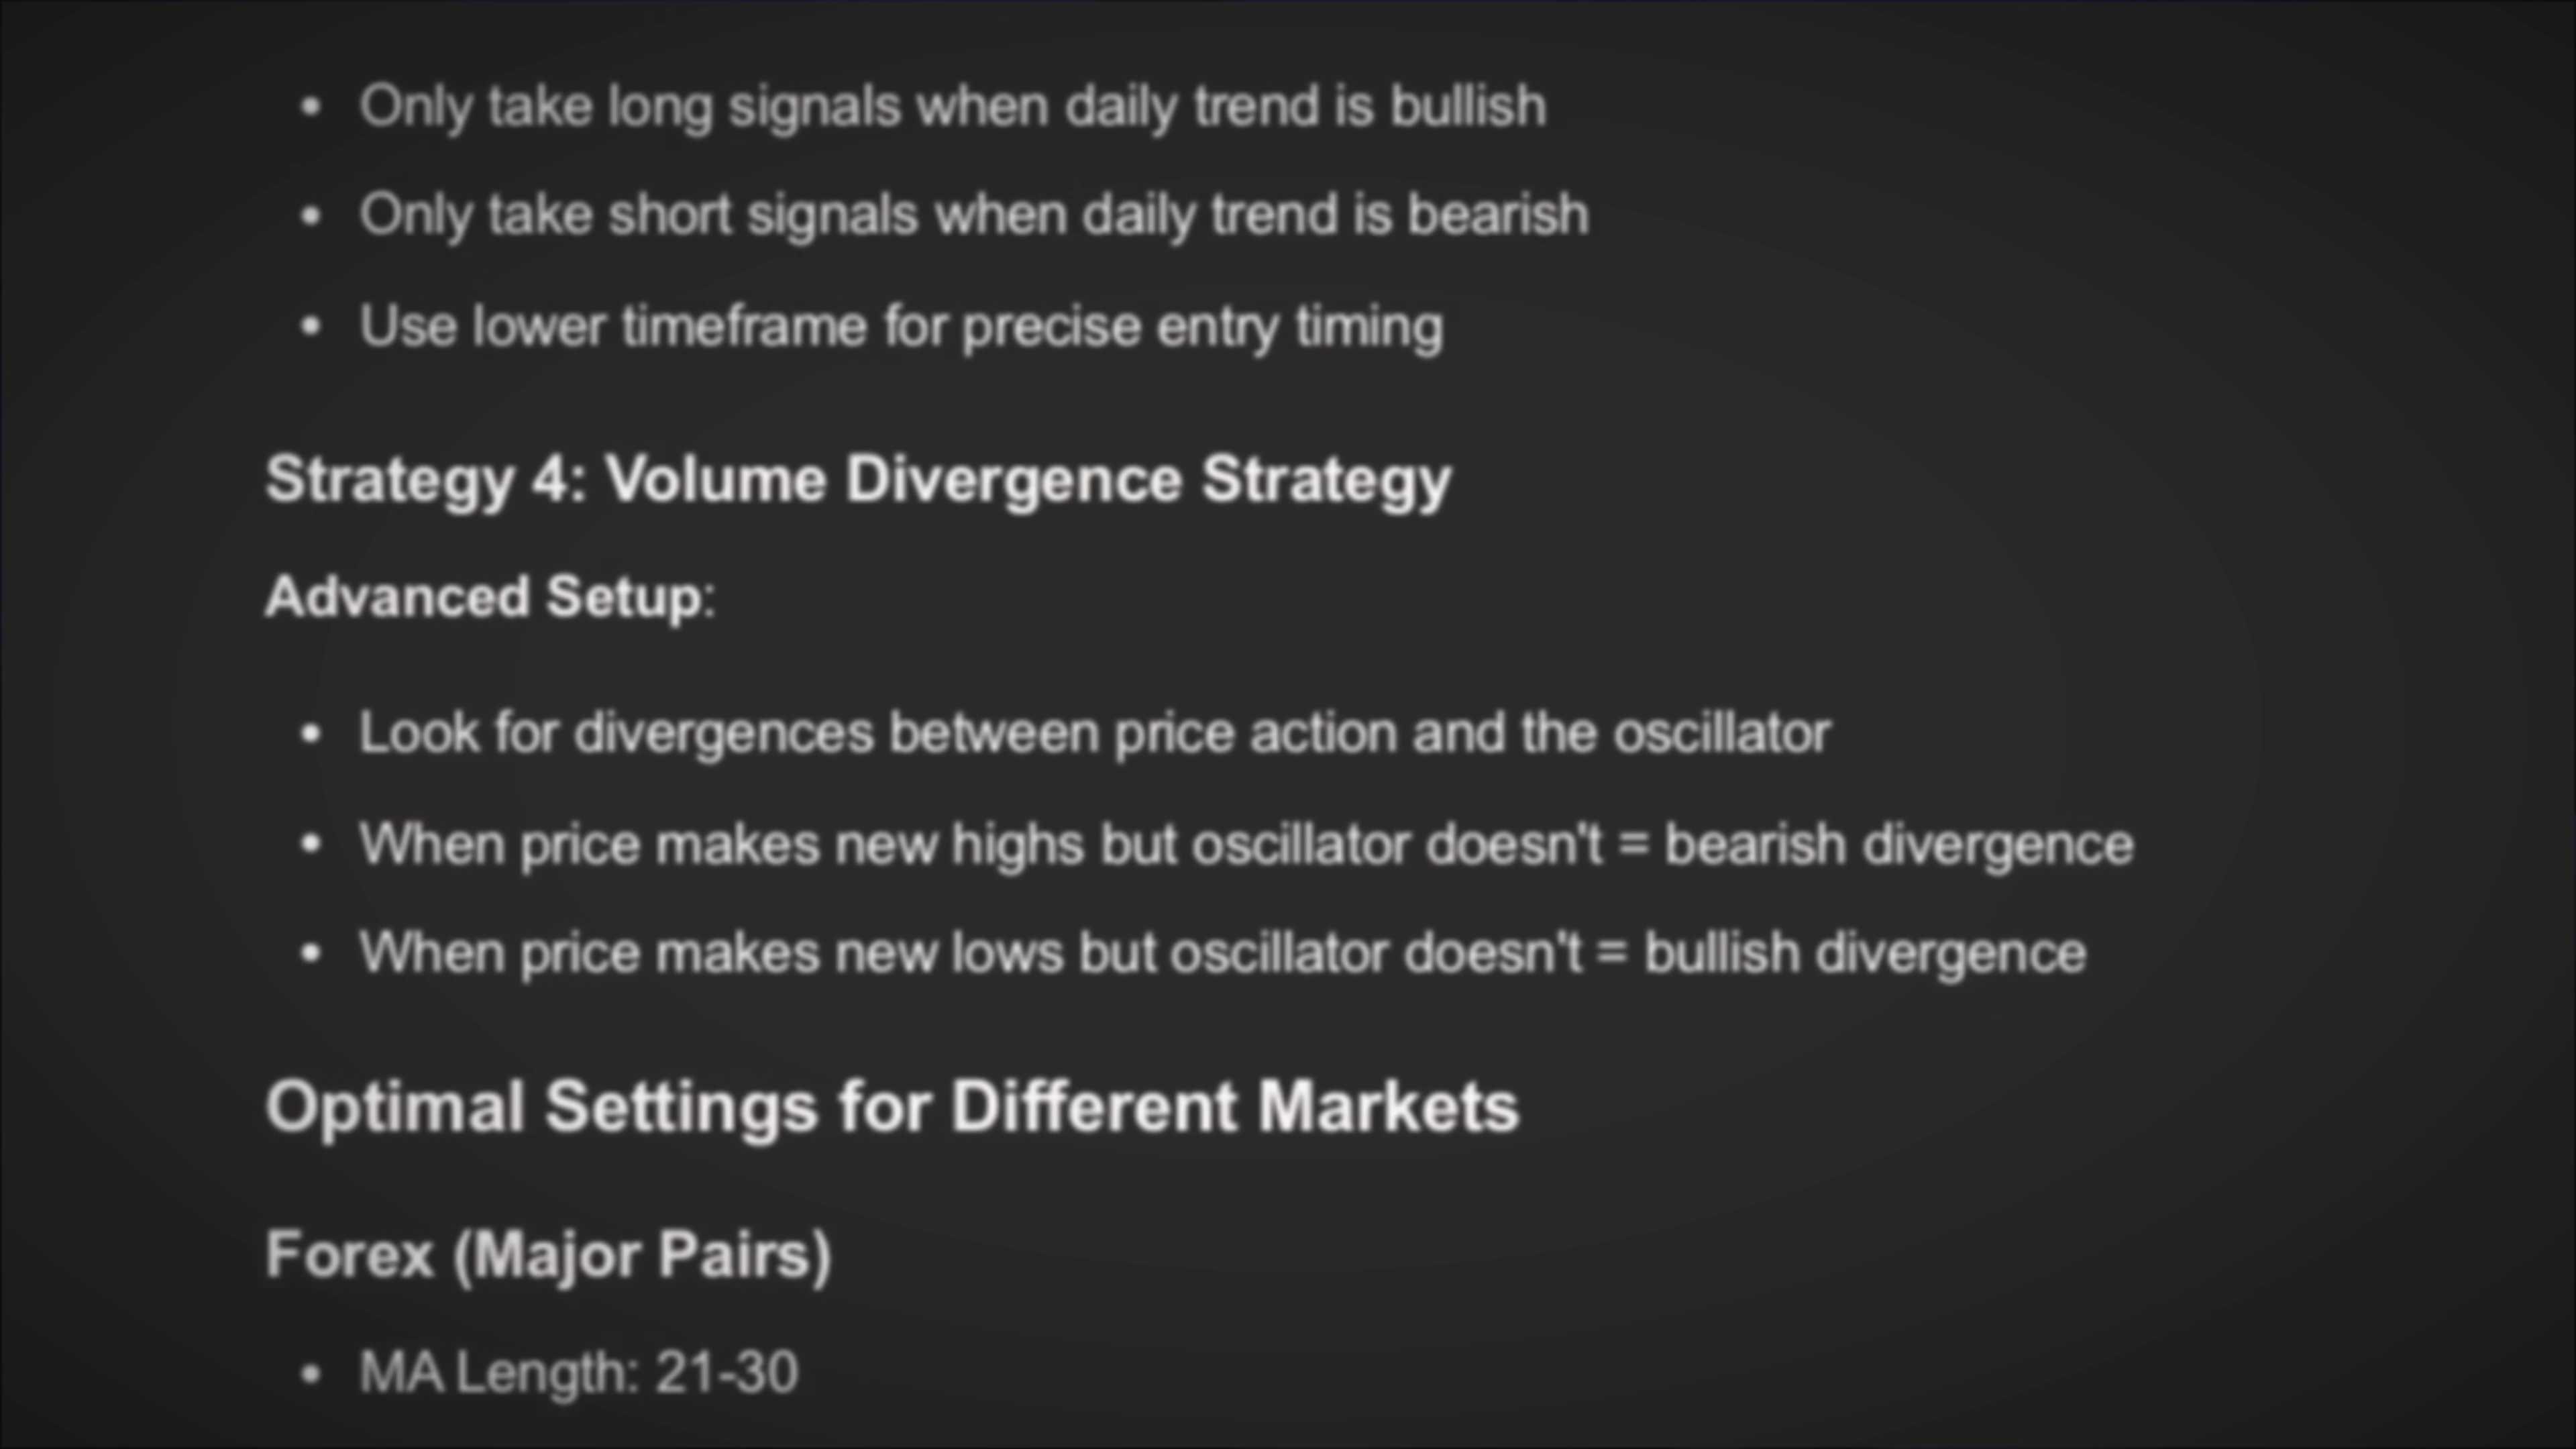 • Only take long signals when daily trend is bullish
• Only take short signals when daily trend is bearish
• Use lower timeframe for precise entry timing
Strategy 4: Volume Divergence Strategy
Advanced Setup:
• Look for divergences between price action and the oscillator
• When price makes new highs but oscillator doesn't = bearish divergence
• When price makes new lows but oscillator doesn't = bullish divergence
Optimal Settings for Different Markets
Forex (Major Pairs)
• MA Length: 21-30